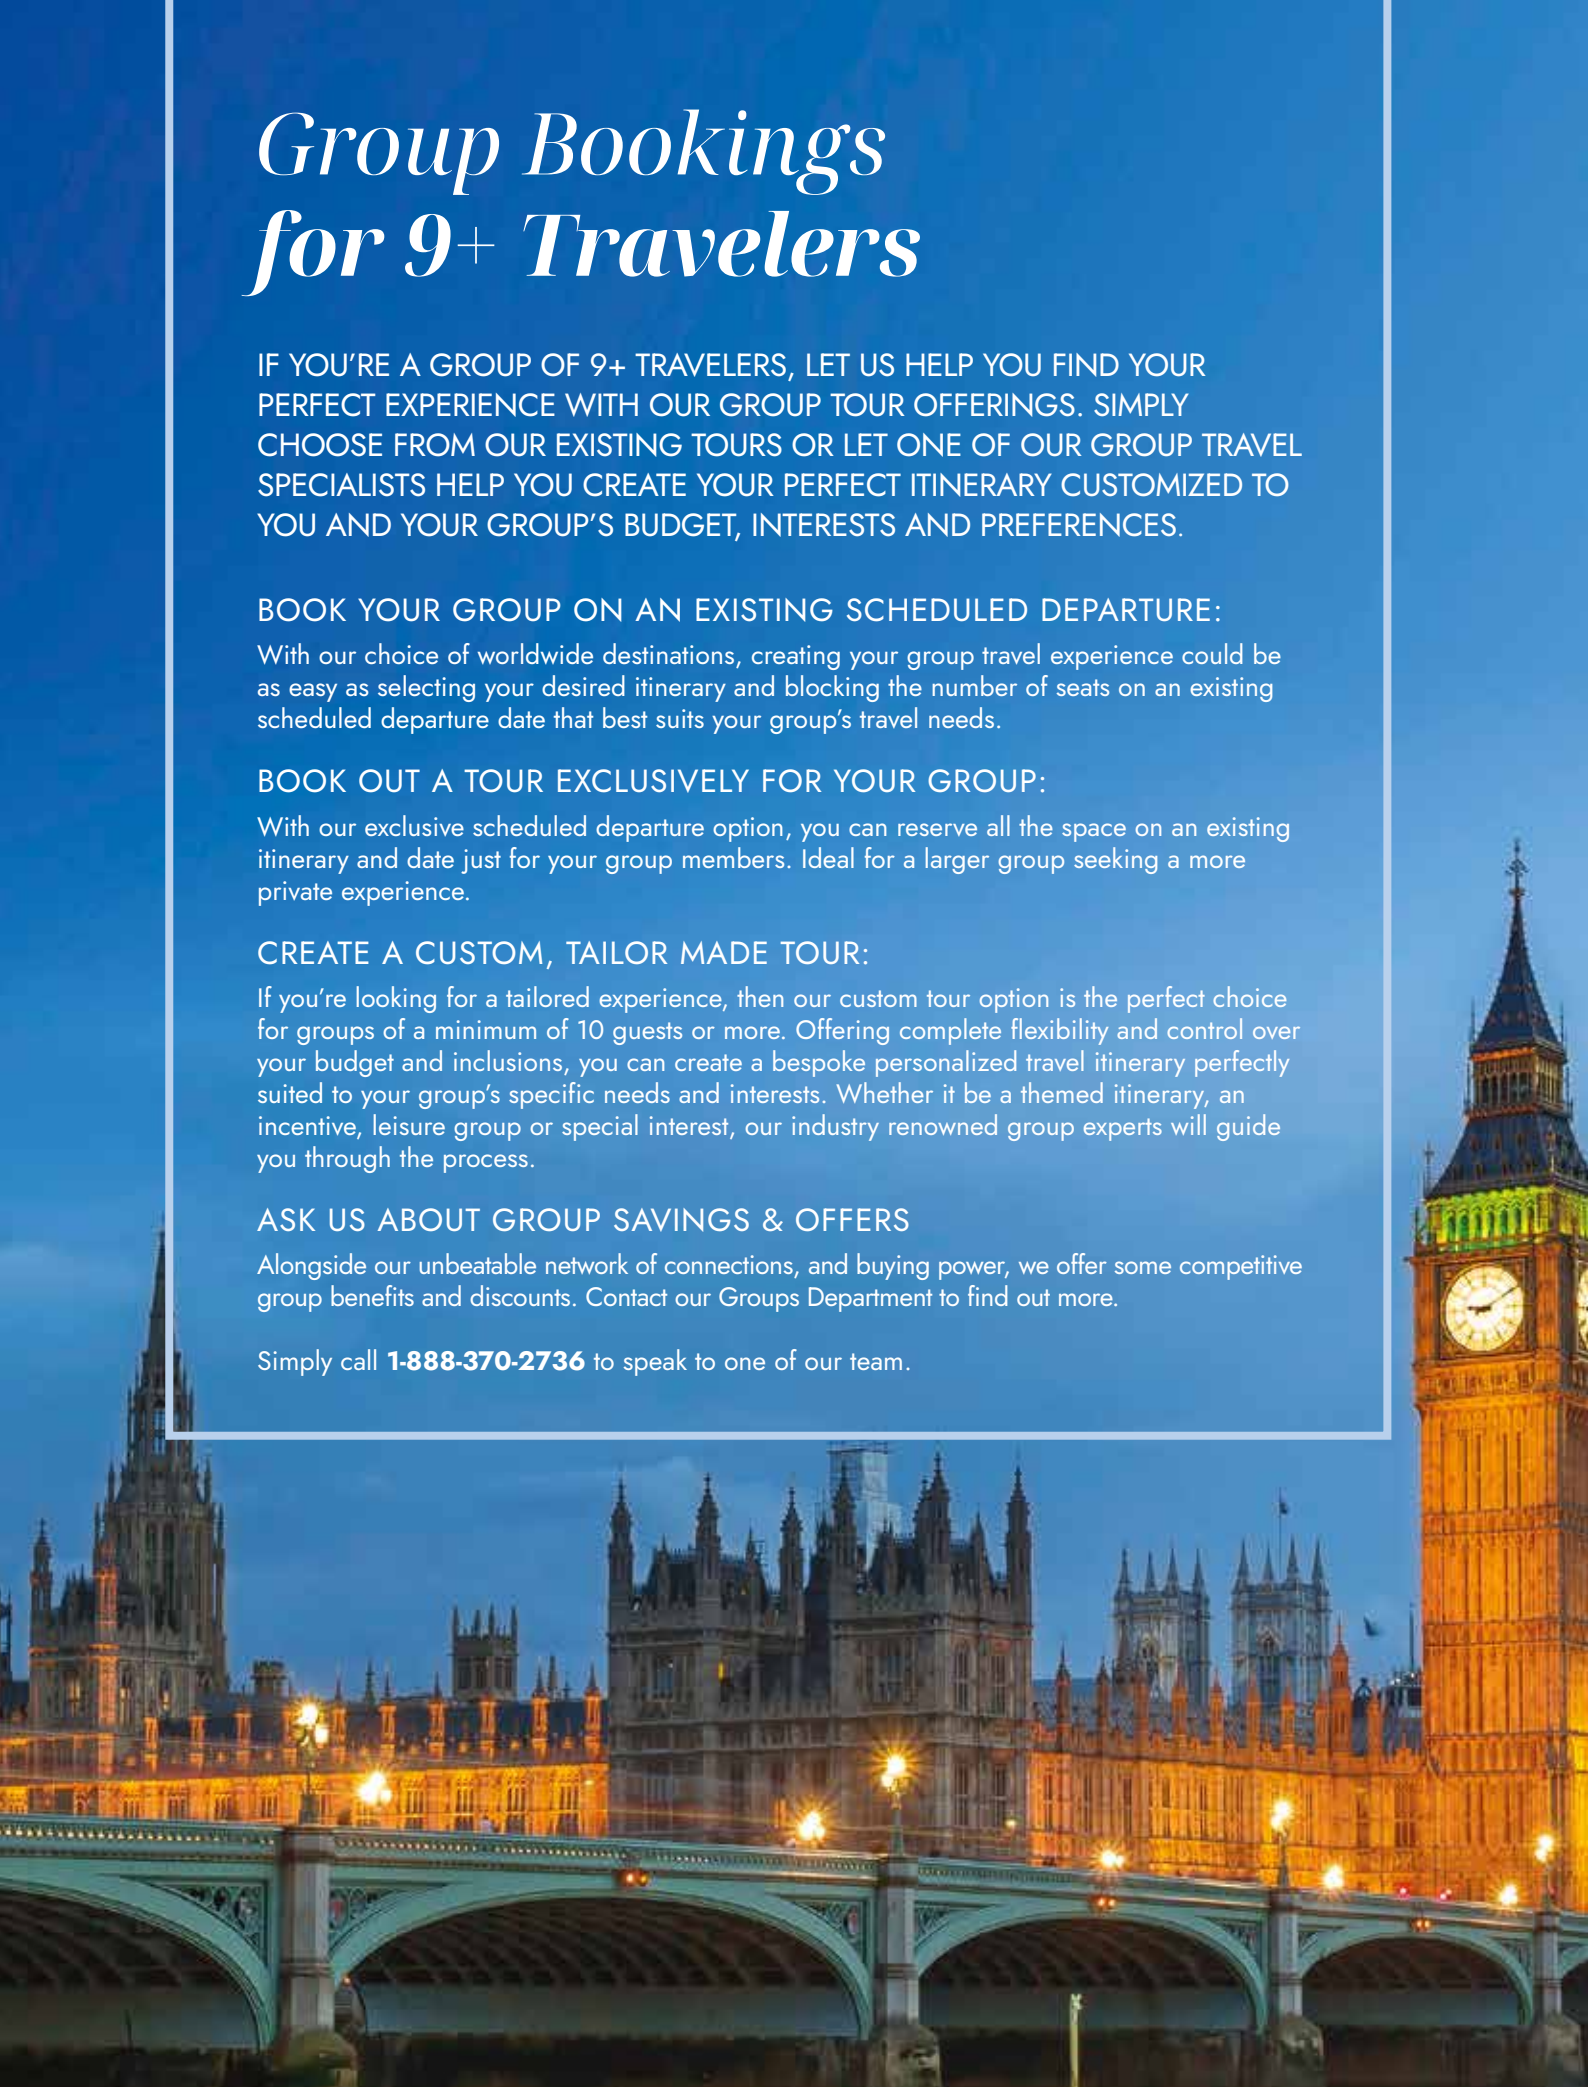 Group Bookings
for 9+ Travelers
IF YOU’RE A GROUP OF 9+ TRAVELERS, LET US HELP YOU FIND YOUR
PERFECT EXPERIENCE WITH OUR GROUP TOUR OFFERINGS. SIMPLY
CHOOSE FROM OUR EXISTING TOURS OR LET ONE OF OUR GROUP TRAVEL
SPECIALISTS HELP YOU CREATE YOUR PERFECT ITINERARY CUSTOMIZED TO
YOU AND YOUR GROUP’S BUDGET, INTERESTS AND PREFERENCES.
BOOK YOUR GROUP ON AN EXISTING SCHEDULED DEPARTURE:
With our choice of worldwide destinations, creating your group travel experience could be
as easy as selecting your desired itinerary and blocking the number of seats on an existing
scheduled departure date that best suits your group’s travel needs.
BOOK OUT A TOUR EXCLUSIVELY FOR YOUR GROUP:
With our exclusive scheduled departure option, you can reserve all the space on an existing
itinerary and date just for your group members. Ideal for a larger group seeking a more
private experience.
CREATE A CUSTOM, TAILOR MADE TOUR:
If you’re looking for a tailored experience, then our custom tour option is the perfect choice
for groups of a minimum of 10 guests or more. Offering complete flexibility and control over
your budget and inclusions, you can create a bespoke personalized travel itinerary perfectly
suited to your group’s specific needs and interests. Whether it be a themed itinerary, an
incentive, leisure group or special interest, our industry renowned group experts will guide
you through the process.
ASK US ABOUT GROUP SAVINGS & OFFERS
Alongside our unbeatable network of connections, and buying power, we offer some competitive
group benefits and discounts. Contact our Groups Department to find out more.
Simply call 1-888-370-2736 to speak to one of our team.